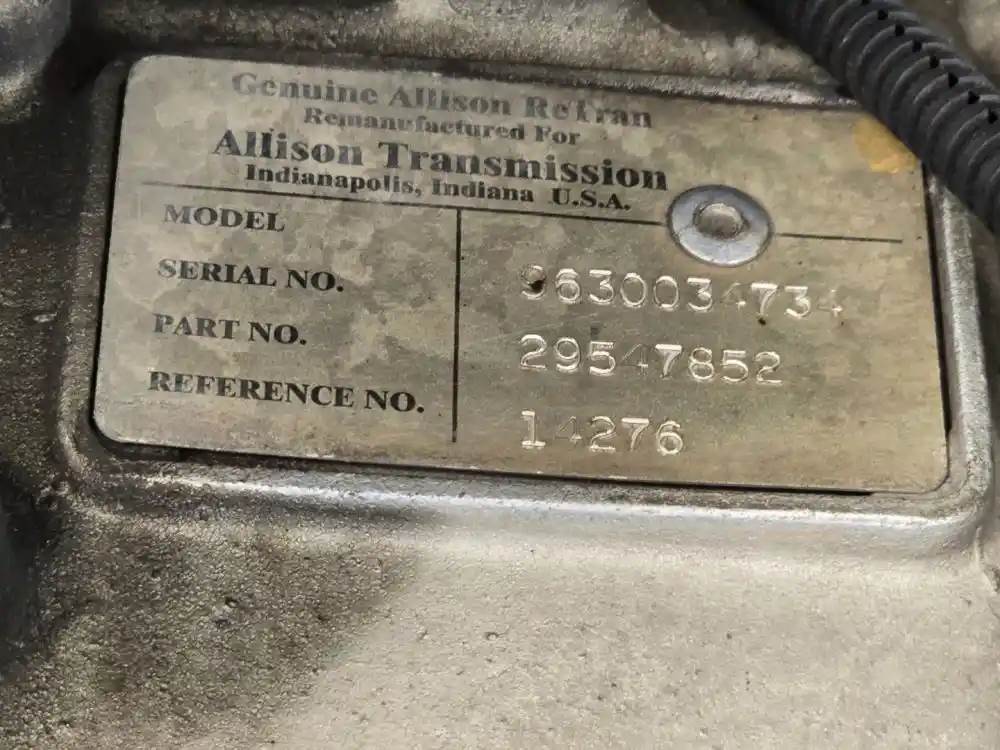 Genuine Allison ReTran
Remanufactured For
Allison Transmission
Indianapolis, Indiana U.S.A.
MODEL
SERIAL NO. 9630034734
PART NO. 29547852
REFERENCE NO. 14276